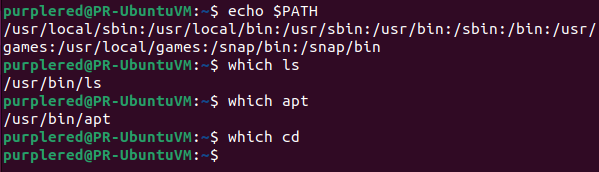 purplered@PR-UbuntuVM:~$ echo $PATH
/usr/local/sbin:/usr/local/bin:/usr/sbin:/usr/bin:/sbin:/bin:/usr/
games:/usr/local/games:/snap/bin:/snap/bin
purplered@PR-UbuntuVM:~$ which ls
/usr/bin/ls
purplered@PR-UbuntuVM:~$ which apt
/usr/bin/apt
purplered@PR-UbuntuVM:~$ which cd
purplered@PR-UbuntuVM:~$